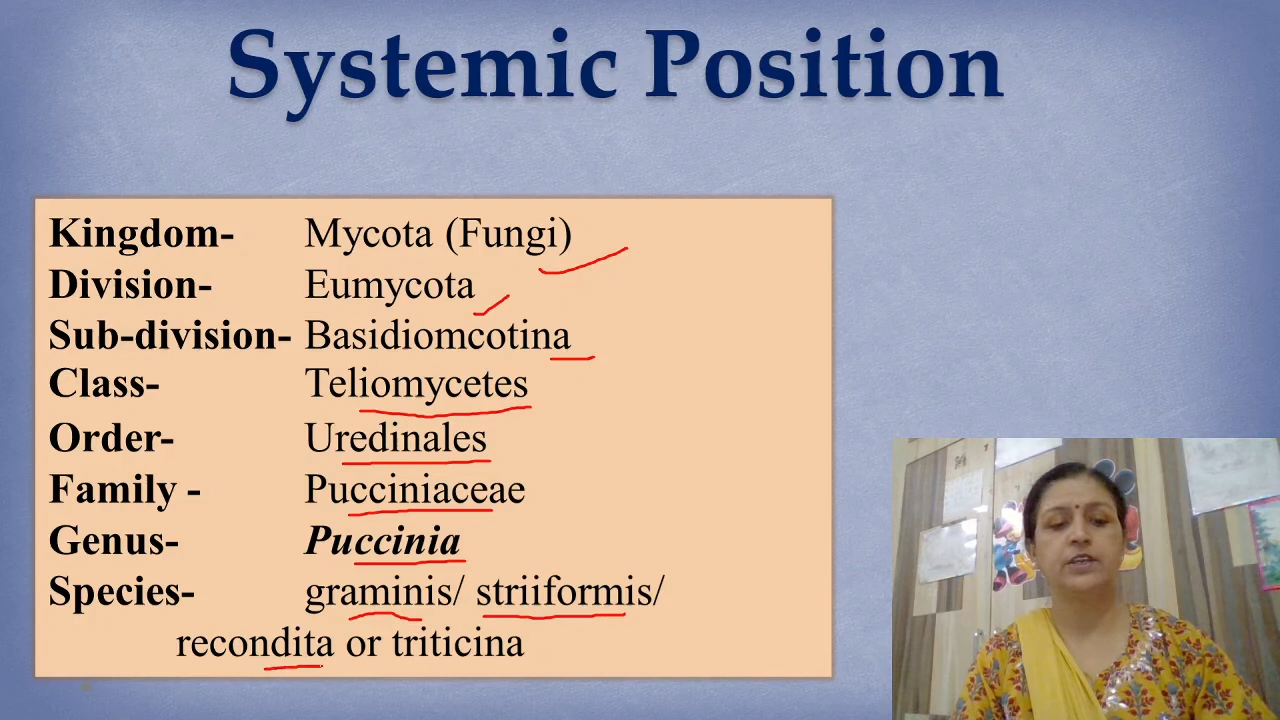 Systemic Position
Kingdom- Mycota (Fungi)
Division- Eumycota
Sub-division- Basidiomcotina
Class- Teliomycetes
Order- Uredinales
Family - Pucciniaceae
Genus- Puccinia
Species- graminis/ striiformis/
recondita or triticina